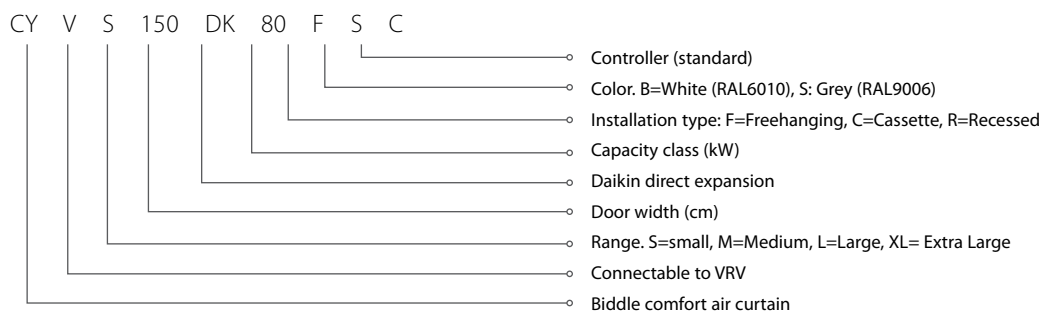 CY V S 150 DK 80 F S C
Controller (standard)
Color. B=White (RAL6010), S: Grey (RAL9006)
Installation type: F=Freehanging, C=Cassette, R=Recessed
Capacity class (kW)
Daikin direct expansion
Door width (cm)
Range. S=small, M=Medium, L=Large, XL= Extra Large
Connectable to VRV
Biddle comfort air curtain